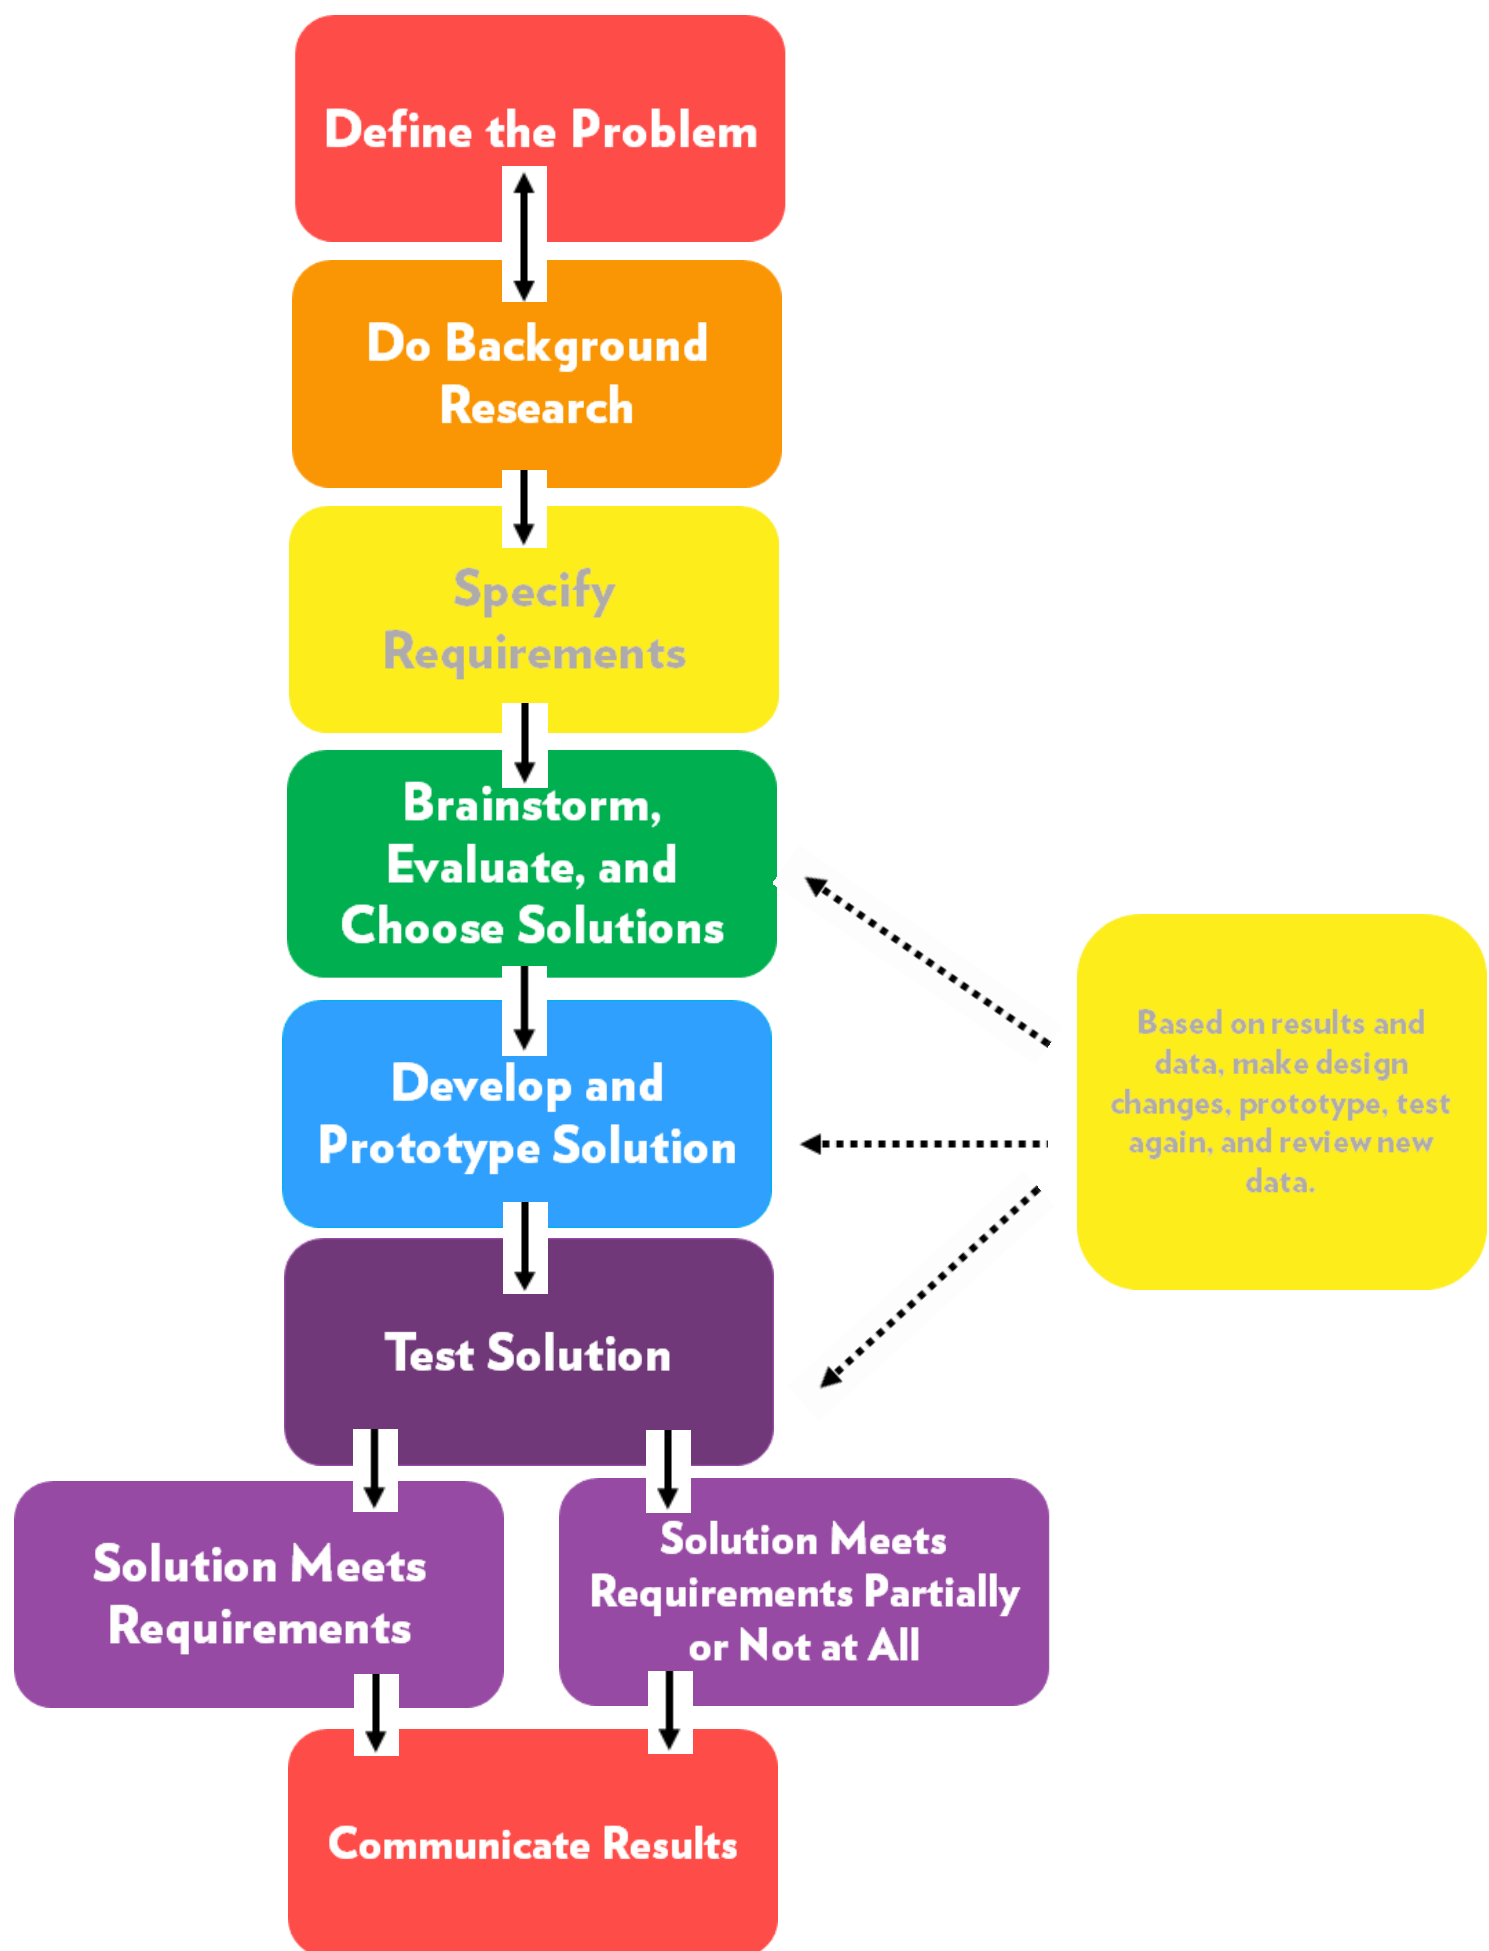 Define the Problem
Do Background
Research
Specify
Requirements
Brainstorm,
Evaluate, and
Choose Solutions
Develop and
Prototype Solution
Based on results and
data, make design
changes, prototype, test
again, and review new
data.
Test Solution
Solution Meets
Requirements
Solution Meets
Requirements Partially
or Not at All
Communicate Results